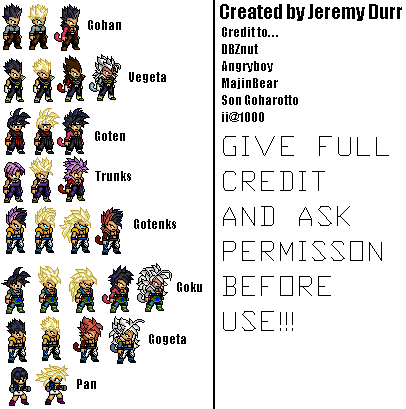 Gohan
Vegeta
Goten
Trunks
Gotenks
Goku
Gogeta
Pan
Created by Jeremy Durr
Credit to...
DBZnut
Angryboy
MajinBear
Son Goharotto
ii@1000
GIVE FULL
CREDIT
AND ASK
PERMISSON
BEFORE
USE!!!